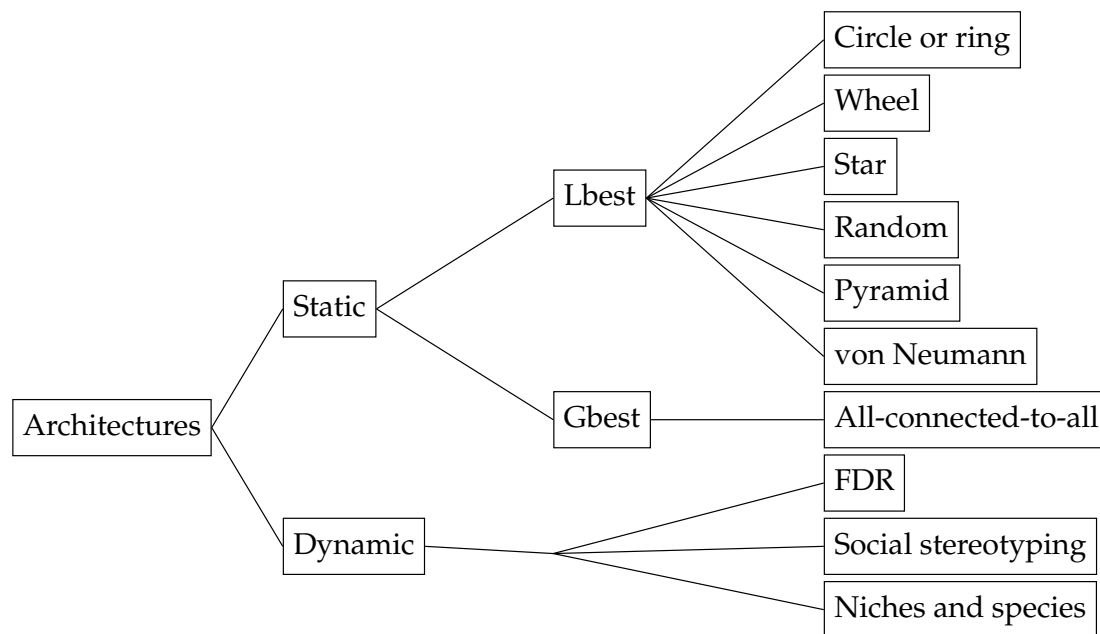 Circle or ring
Wheel
Star
Lbest
Random
Pyramid
Static
von Neumann
Architectures
Gbest
All-connected-to-all
FDR
Dynamic
Social stereotyping
Niches and species